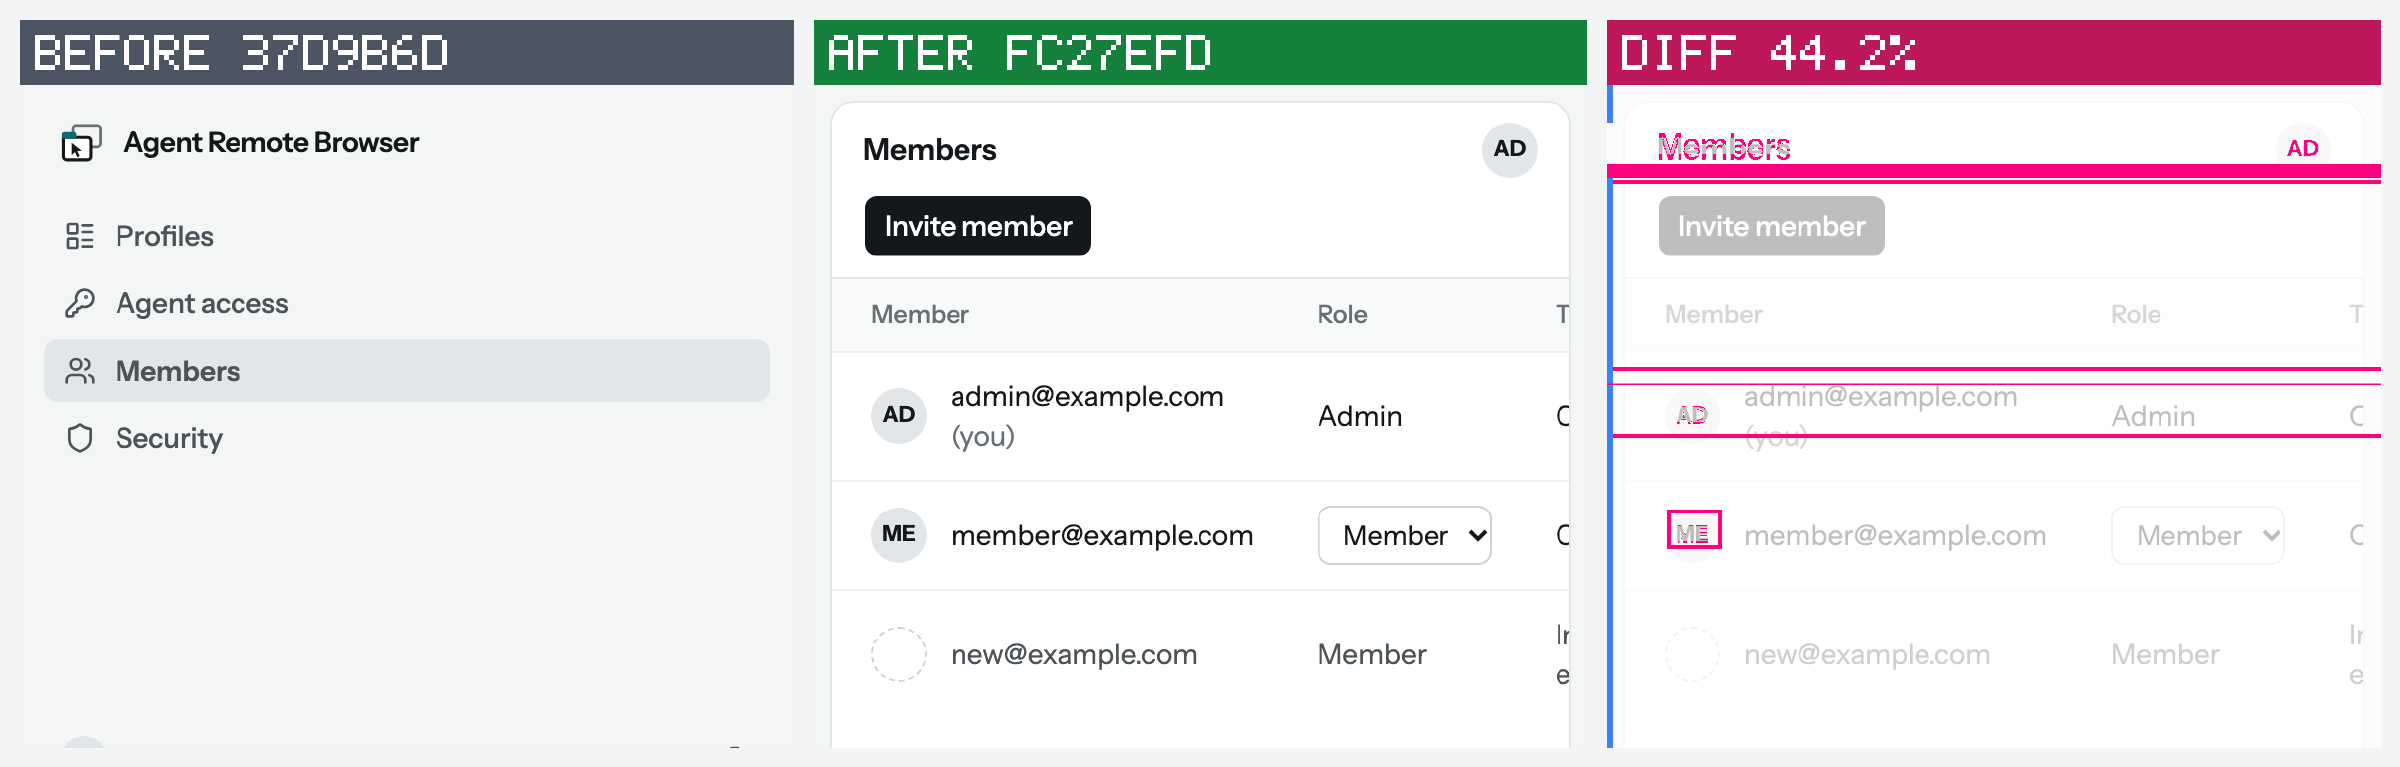 BEFORE 37D9B6D
Agent Remote Browser
Profiles
Agent access
Members
Security
AFTER FC27EFD
Members
AD
Invite member
Member Role T
AD admin@example.com Admin
(you)
ME member@example.com Member
new@example.com Member
DIFF 44.2%
Members
AD
Invite member
Member Role T
AD admin@example.com Admin
(you)
ME member@example.com Member
new@example.com Member